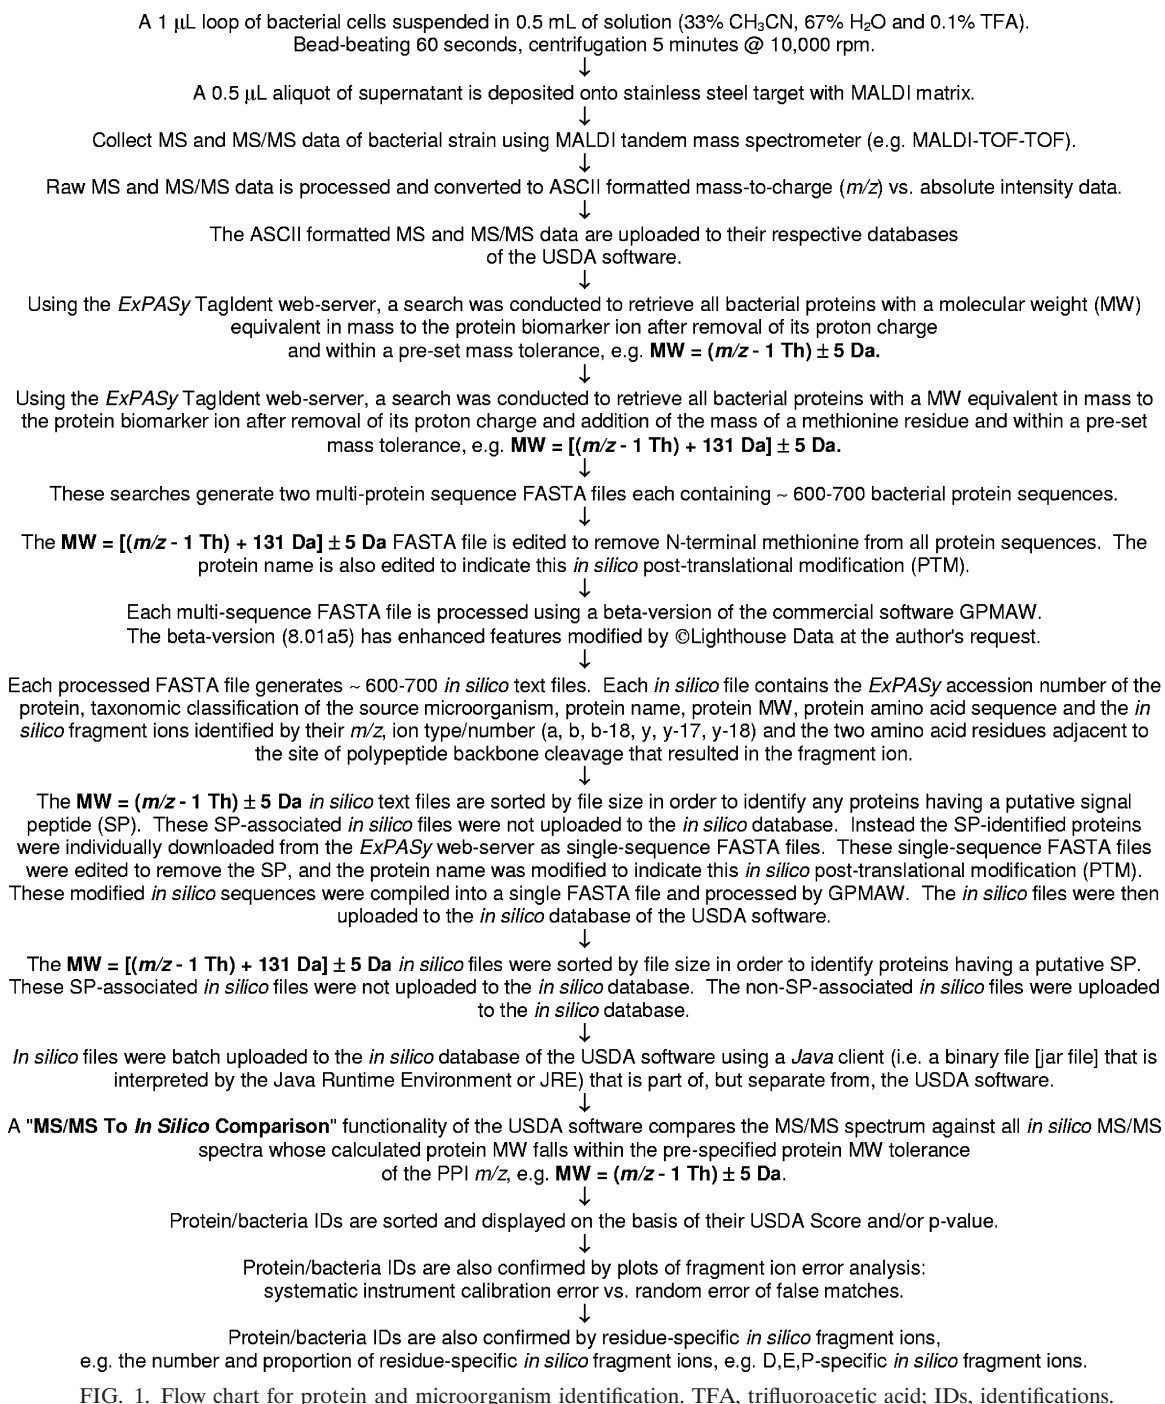 A 1 μL loop of bacterial cells suspended in 0.5 mL of solution (33% CH₃CN, 67% H₂O and 0.1% TFA).
Bead-beating 60 seconds, centrifugation 5 minutes @ 10,000 rpm.
↓
A 0.5 μL aliquot of supernatant is deposited onto stainless steel target with MALDI matrix.
↓
Collect MS and MS/MS data of bacterial strain using MALDI tandem mass spectrometer (e.g. MALDI-TOF-TOF).
↓
Raw MS and MS/MS data is processed and converted to ASCII formatted mass-to-charge (m/z) vs. absolute intensity data.
↓
The ASCII formatted MS and MS/MS data are uploaded to their respective databases
of the USDA software.
↓
Using the ExPASy TagIdent web-server, a search was conducted to retrieve all bacterial proteins with a molecular weight (MW)
equivalent in mass to the protein biomarker ion after removal of its proton charge
and within a pre-set mass tolerance, e.g. MW = (m/z - 1 Th) ± 5 Da.
↓
Using the ExPASy TagIdent web-server, a search was conducted to retrieve all bacterial proteins with a MW equivalent in mass to
the protein biomarker ion after removal of its proton charge and addition of the mass of a methionine residue and within a pre-set
mass tolerance, e.g. MW = [(m/z - 1 Th) + 131 Da] ± 5 Da.
↓
These searches generate two multi-protein sequence FASTA files each containing ~ 600-700 bacterial protein sequences.
↓
The MW = [(m/z - 1 Th) + 131 Da] ± 5 Da FASTA file is edited to remove N-terminal methionine from all protein sequences. The
protein name is also edited to indicate this in silico post-translational modification (PTM).
↓
Each multi-sequence FASTA file is processed using a beta-version of the commercial software GPMAW.
The beta-version (8.01a5) has enhanced features modified by ©Lighthouse Data at the author's request.
↓
Each processed FASTA file generates ~ 600-700 in silico text files. Each in silico file contains the ExPASy accession number of the
protein, taxonomic classification of the source microorganism, protein name, protein MW, protein amino acid sequence and the in
silico fragment ions identified by their m/z, ion type/number (a, b, b-18, y, y-17, y-18) and the two amino acid residues adjacent to
the site of polypeptide backbone cleavage that resulted in the fragment ion.
↓
The MW = (m/z - 1 Th) ± 5 Da in silico text files are sorted by file size in order to identify any proteins having a putative signal
peptide (SP). These SP-associated in silico files were not uploaded to the in silico database. Instead the SP-identified proteins
were individually downloaded from the ExPASy web-server as single-sequence FASTA files. These single-sequence FASTA files
were edited to remove the SP, and the protein name was modified to indicate this in silico post-translational modification (PTM).
These modified in silico sequences were compiled into a single FASTA file and processed by GPMAW. The in silico files were then
uploaded to the in silico database of the USDA software.
↓
The MW = [(m/z - 1 Th) + 131 Da] ± 5 Da in silico files were sorted by file size in order to identify proteins having a putative SP.
These SP-associated in silico files were not uploaded to the in silico database. The non-SP-associated in silico files were uploaded
to the in silico database.
↓
In silico files were batch uploaded to the in silico database of the USDA software using a Java client (i.e. a binary file [jar file] that is
interpreted by the Java Runtime Environment or JRE) that is part of, but separate from, the USDA software.
↓
A "MS/MS To In Silico Comparison" functionality of the USDA software compares the MS/MS spectrum against all in silico MS/MS
spectra whose calculated protein MW falls within the pre-specified protein MW tolerance
of the PPI m/z, e.g. MW = (m/z - 1 Th) ± 5 Da.
↓
Protein/bacteria IDs are sorted and displayed on the basis of their USDA Score and/or p-value.
↓
Protein/bacteria IDs are also confirmed by plots of fragment ion error analysis:
systematic instrument calibration error vs. random error of false matches.
↓
Protein/bacteria IDs are also confirmed by residue-specific in silico fragment ions,
e.g. the number and proportion of residue-specific in silico fragment ions, e.g. D,E,P-specific in silico fragment ions.
FIG. 1. Flow chart for protein and microorganism identification. TFA, trifluoroacetic acid; IDs, identifications.